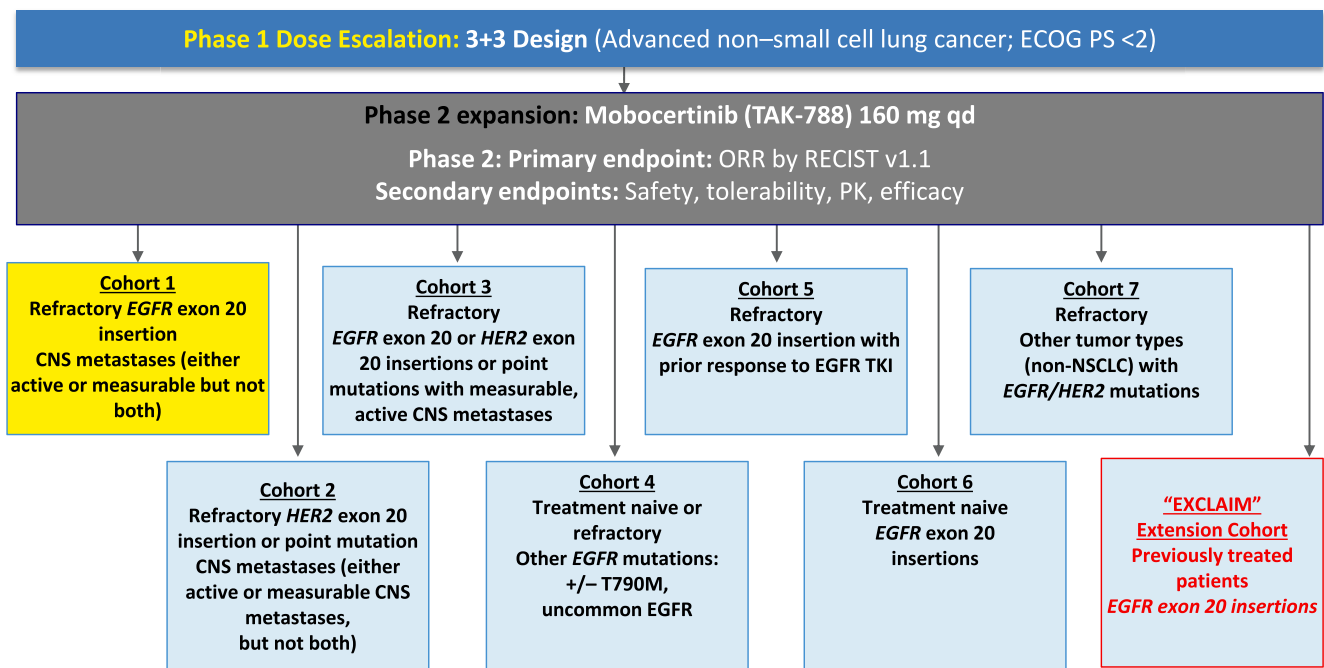 Phase 1 Dose Escalation: 3+3 Design (Advanced non–small cell lung cancer; ECOG PS <2)
Phase 2 expansion: Mobocertinib (TAK-788) 160 mg qd
Phase 2: Primary endpoint: ORR by RECIST v1.1
Secondary endpoints: Safety, tolerability, PK, efficacy
Cohort 1
Refractory EGFR exon 20
insertion
CNS metastases (either
active or measurable but not
both)
Cohort 3
Refractory
EGFR exon 20 or HER2 exon
20 insertions or point
mutations with measurable,
active CNS metastases
Cohort 5
Refractory
EGFR exon 20 insertion with
prior response to EGFR TKI
Cohort 7
Refractory
Other tumor types
(non-NSCLC) with
EGFR/HER2 mutations
Cohort 2
Refractory HER2 exon 20
insertion or point mutation
CNS metastases (either
active or measurable CNS
metastases,
but not both)
Cohort 4
Treatment naive or
refractory
Other EGFR mutations:
+/– T790M,
uncommon EGFR
Cohort 6
Treatment naive
EGFR exon 20
insertions
“EXCLAIM”
Extension Cohort
Previously treated
patients
EGFR exon 20 insertions